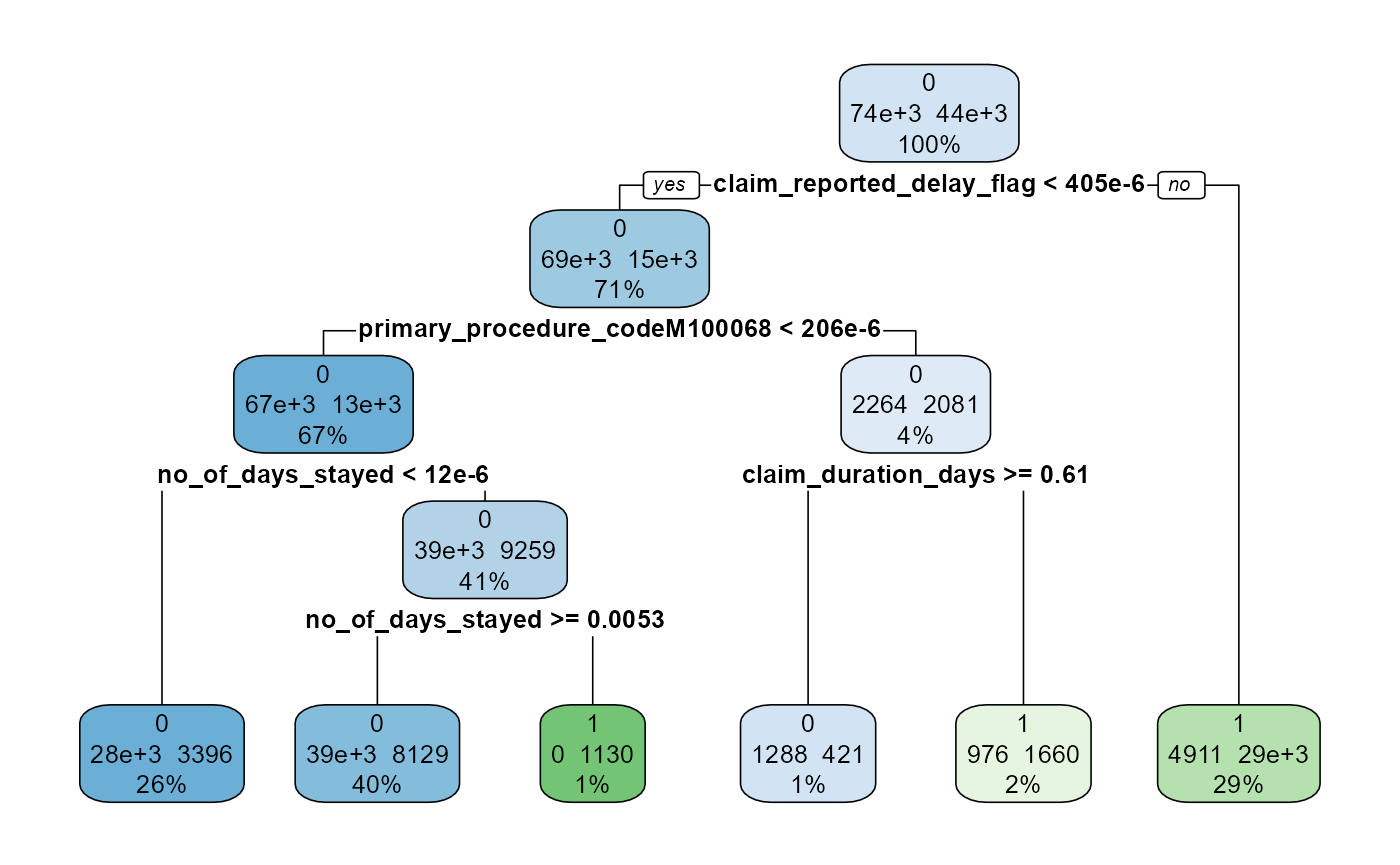 0
74e+3 44e+3
100%
yes claim_reported_delay_flag < 405e-6 no
0
69e+3 15e+3
71%
primary_procedure_codeM100068 < 206e-6
0
67e+3 13e+3
67%
0
2264 2081
4%
no_of_days_stayed < 12e-6
claim_duration_days >= 0.61
0
39e+3 9259
41%
no_of_days_stayed >= 0.0053
0
28e+3 3396
26%
0
39e+3 8129
40%
1
0 1130
1%
0
1288 421
1%
1
976 1660
2%
1
4911 29e+3
29%